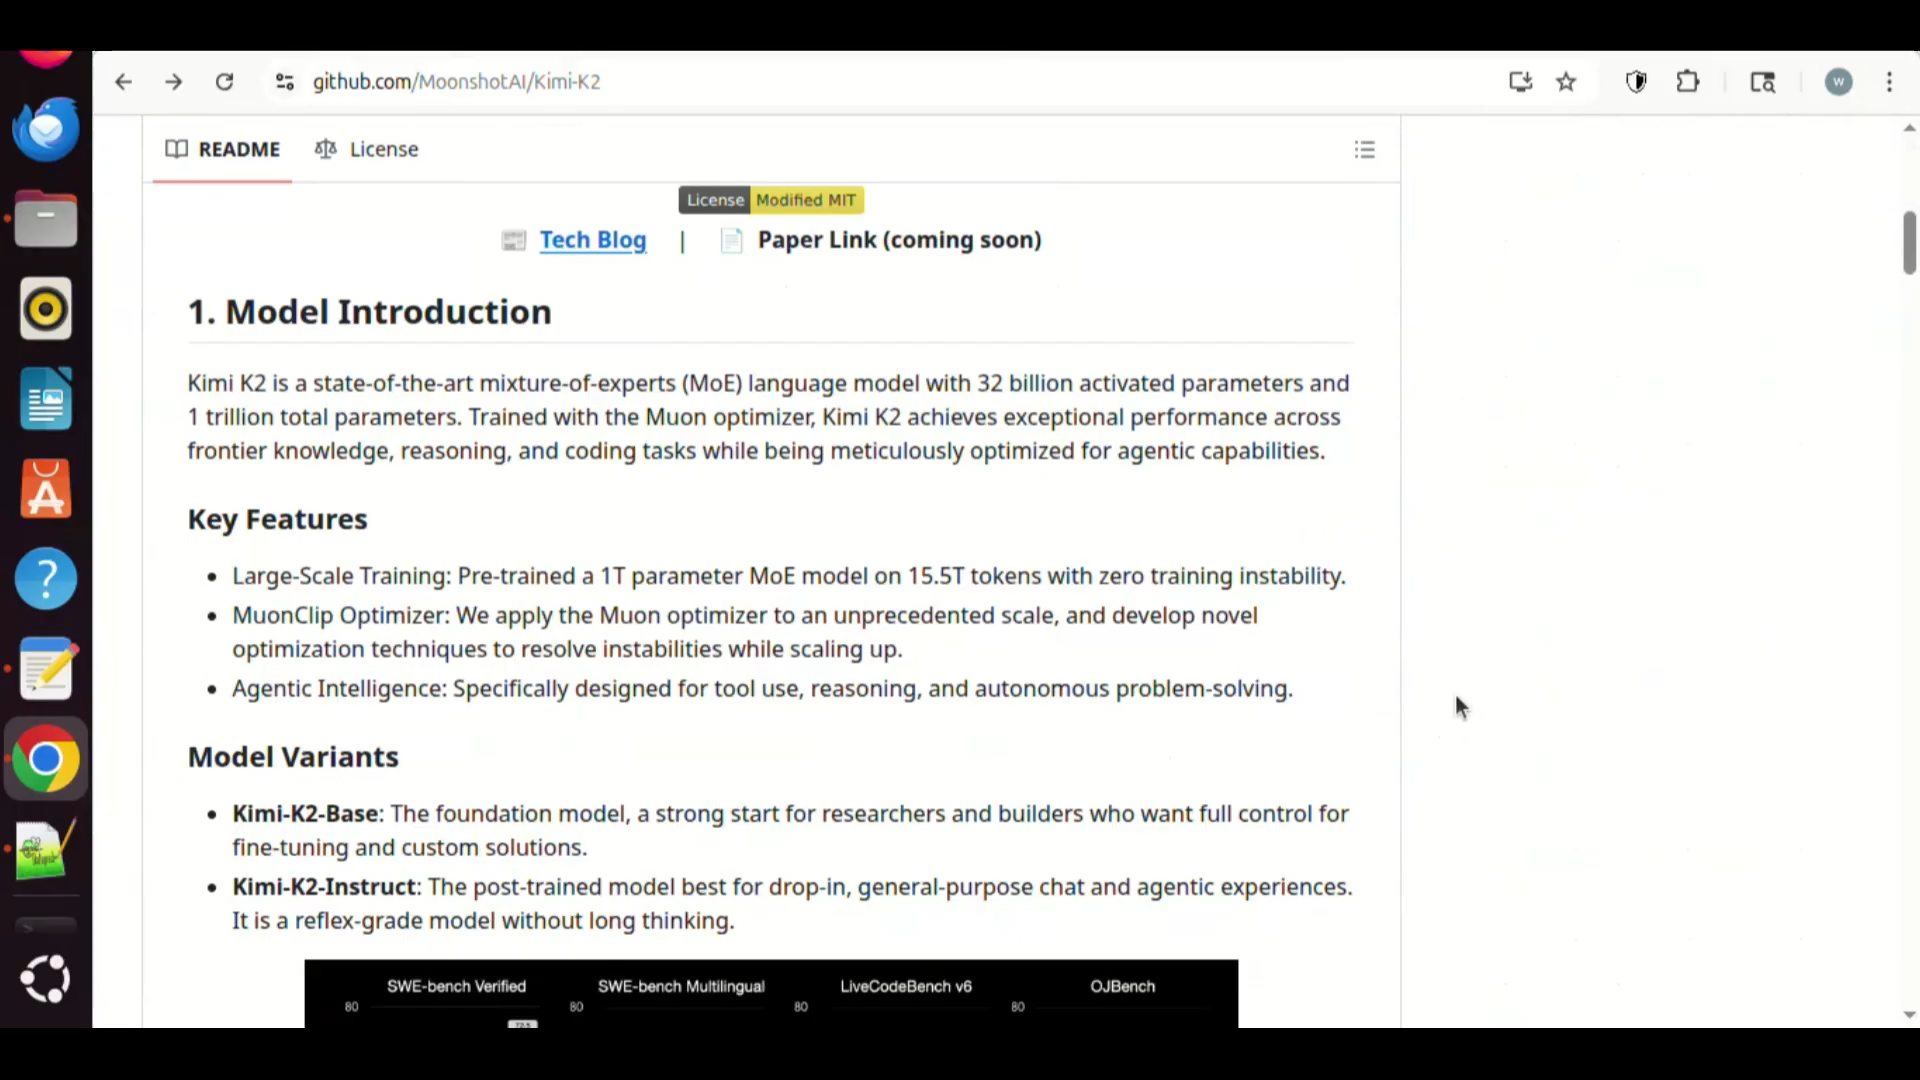 github.com/MoonshotAI/Kimi-K2
W
README
License
License Modified MIT
Tech Blog | Paper Link (coming soon)
1. Model Introduction
Kimi K2 is a state-of-the-art mixture-of-experts (MoE) language model with 32 billion activated parameters and
1 trillion total parameters. Trained with the Muon optimizer, Kimi K2 achieves exceptional performance across
frontier knowledge, reasoning, and coding tasks while being meticulously optimized for agentic capabilities.
Key Features
• Large-Scale Training: Pre-trained a 1T parameter MoE model on 15.5T tokens with zero training instability.
• MuonClip Optimizer: We apply the Muon optimizer to an unprecedented scale, and develop novel
optimization techniques to resolve instabilities while scaling up.
• Agentic Intelligence: Specifically designed for tool use, reasoning, and autonomous problem-solving.
Model Variants
• Kimi-K2-Base: The foundation model, a strong start for researchers and builders who want full control for
fine-tuning and custom solutions.
• Kimi-K2-Instruct: The post-trained model best for drop-in, general-purpose chat and agentic experiences.
It is a reflex-grade model without long thinking.
SWE-bench Verified SWE-bench Multilingual LiveCodeBench v6 OJBench
80 80 80 80